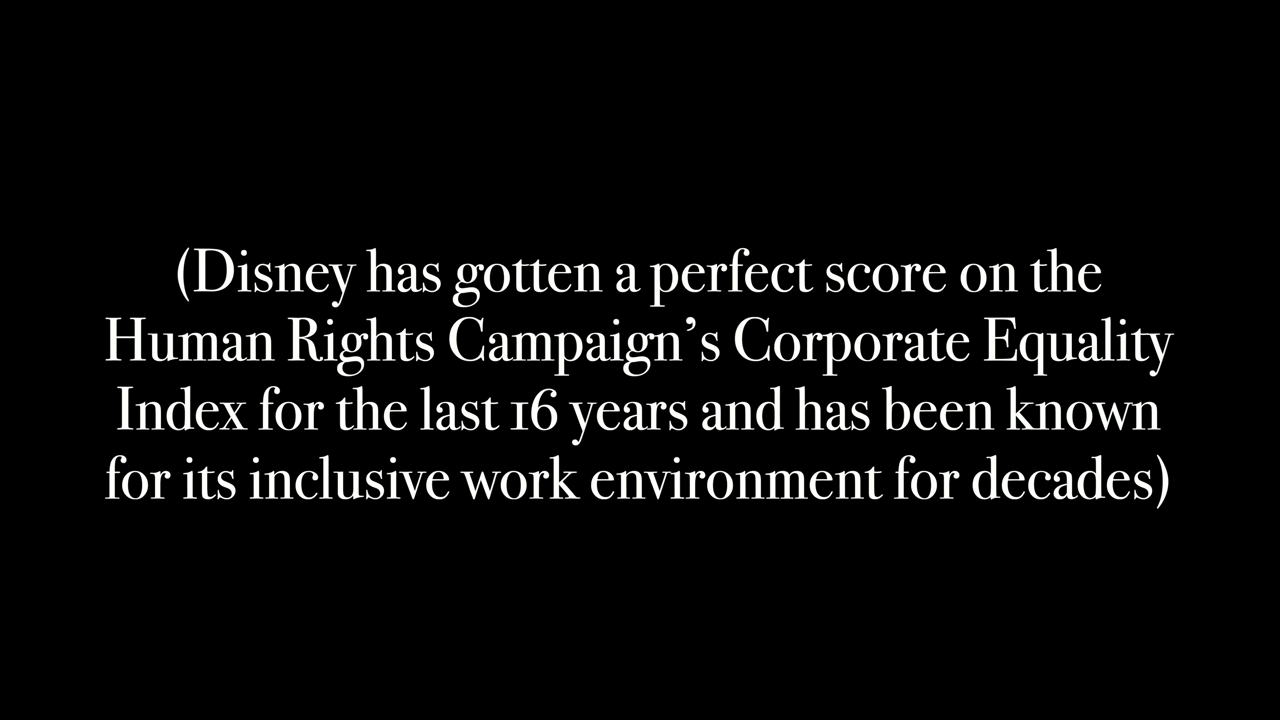 (Disney has gotten a perfect score on the
Human Rights Campaign’s Corporate Equality
Index for the last 16 years and has been known
for its inclusive work environment for decades)